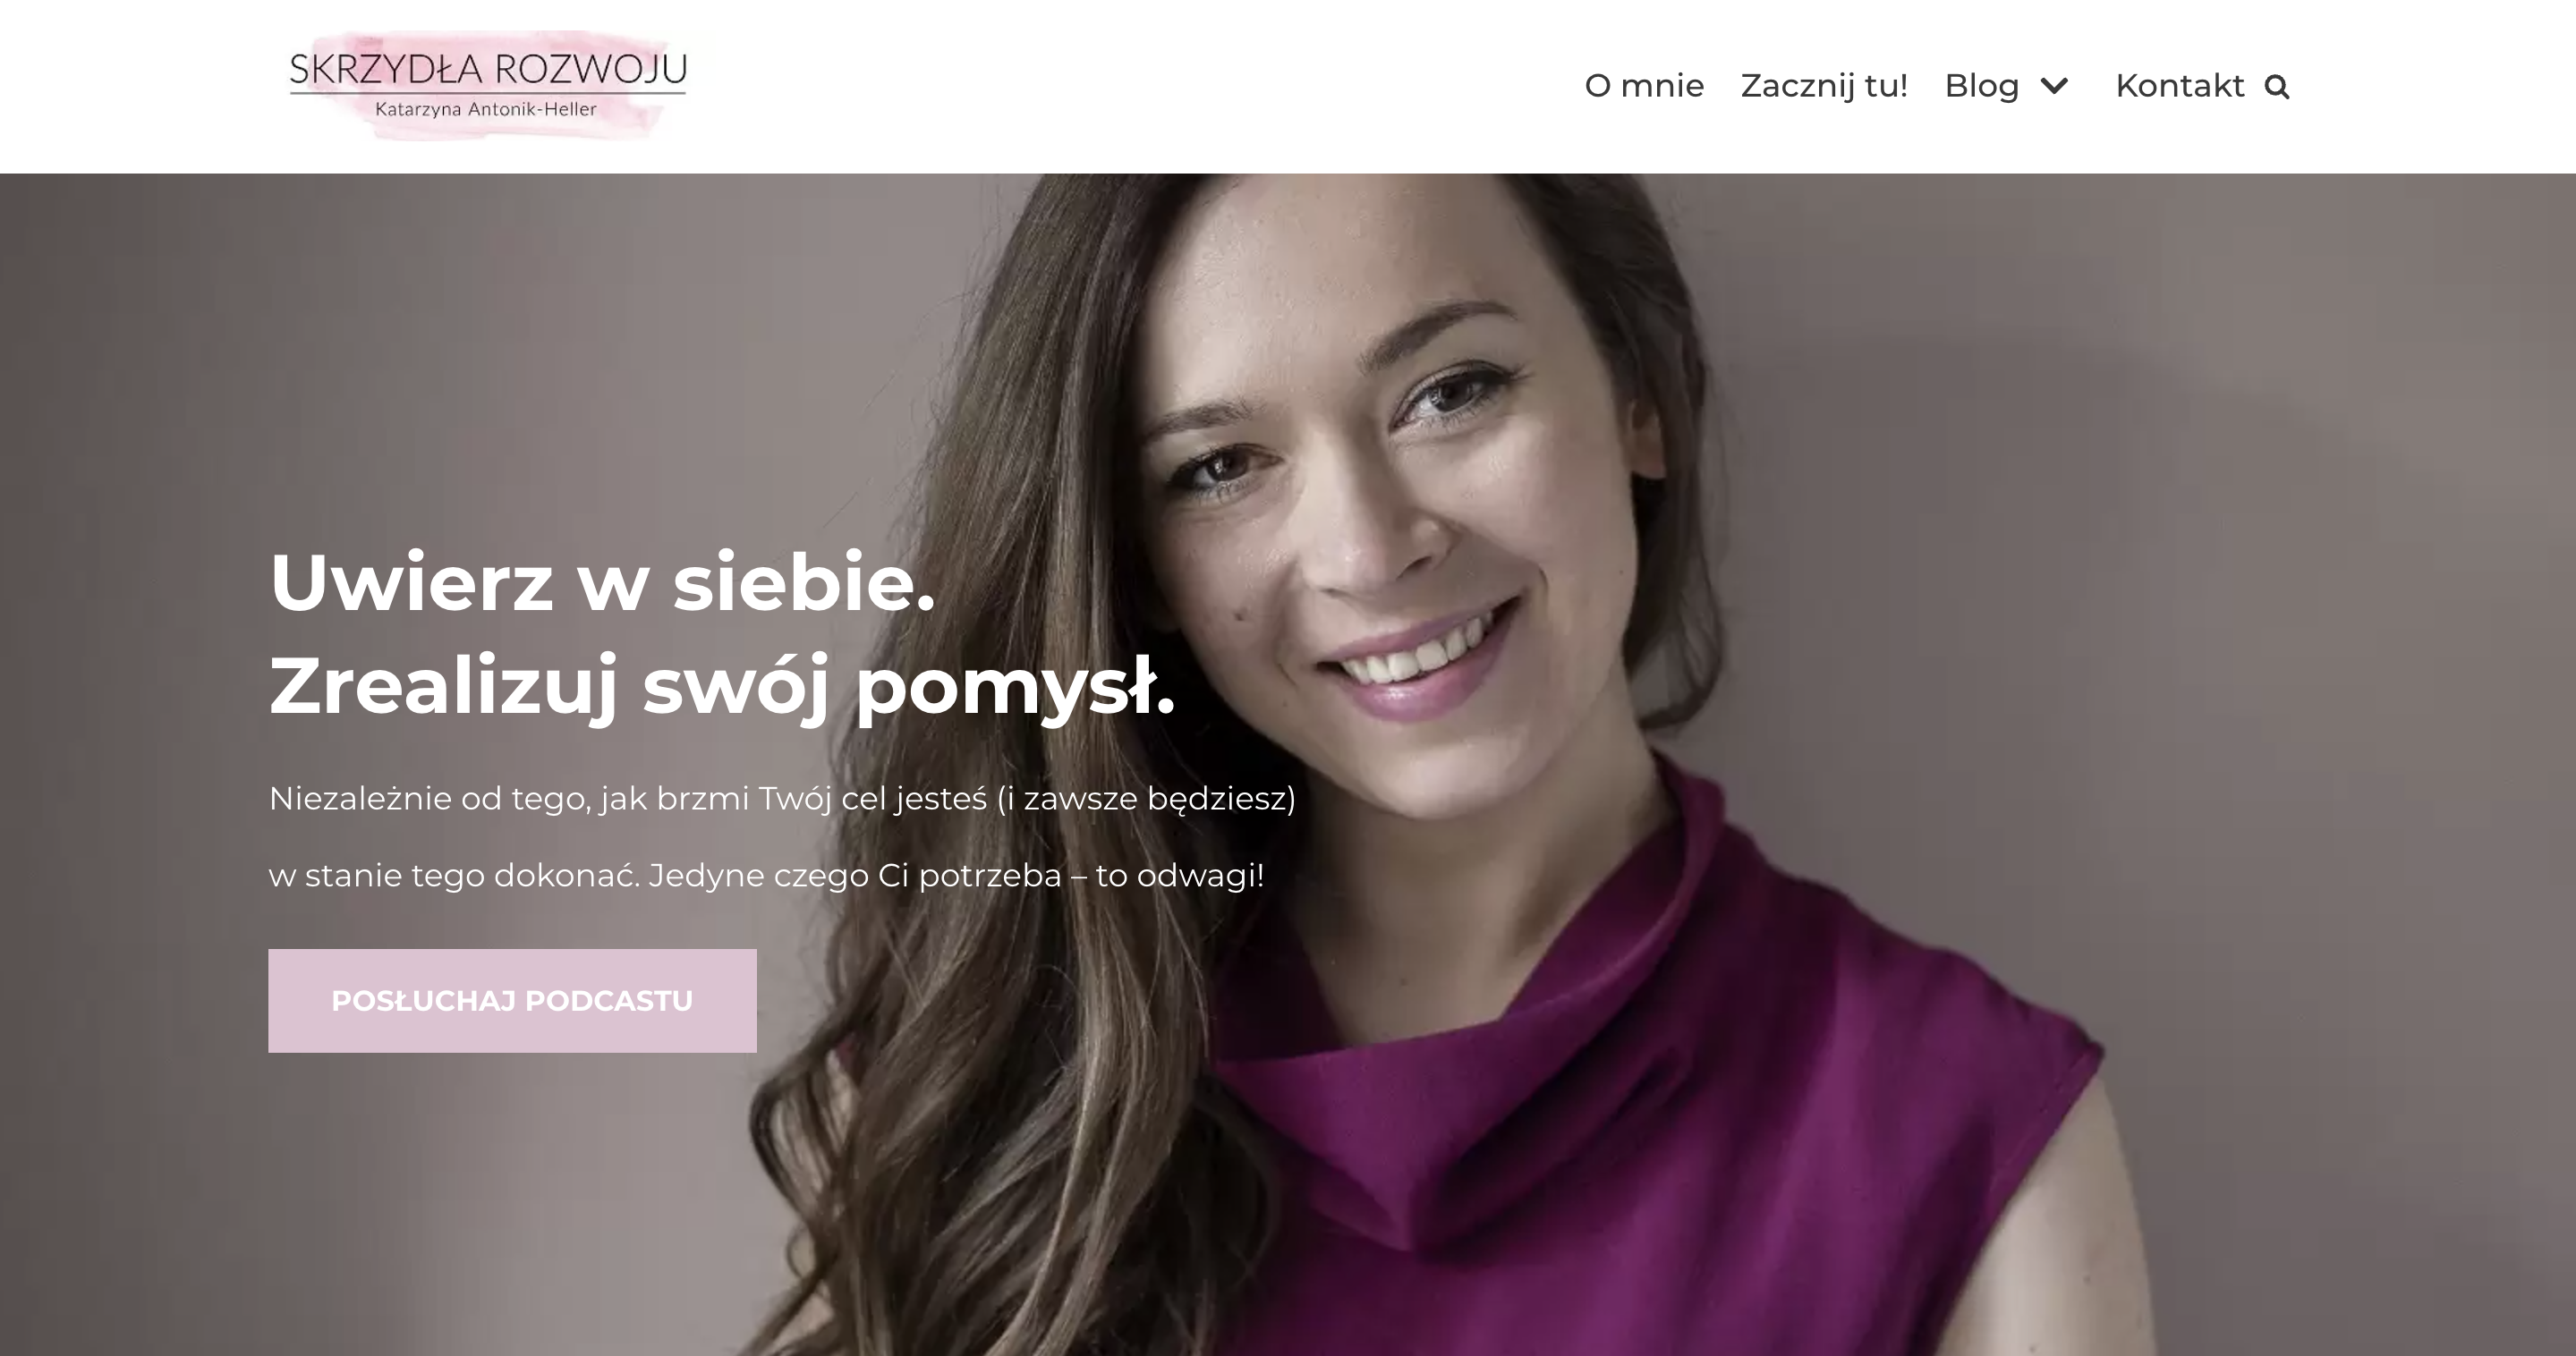 SKRZYDŁA ROZWOJU
Katarzyna Antonik-Heller
O mnie Zacznij tu! Blog Kontakt
Uwierz w siebie.
Zrealizuj swój pomysł.
Niezależnie od tego, jak brzmi Twój cel jesteś (i zawsze będziesz)
w stanie tego dokonać. Jedyne czego Ci potrzeba – to odwagi!
POSŁUCHAJ PODCASTU